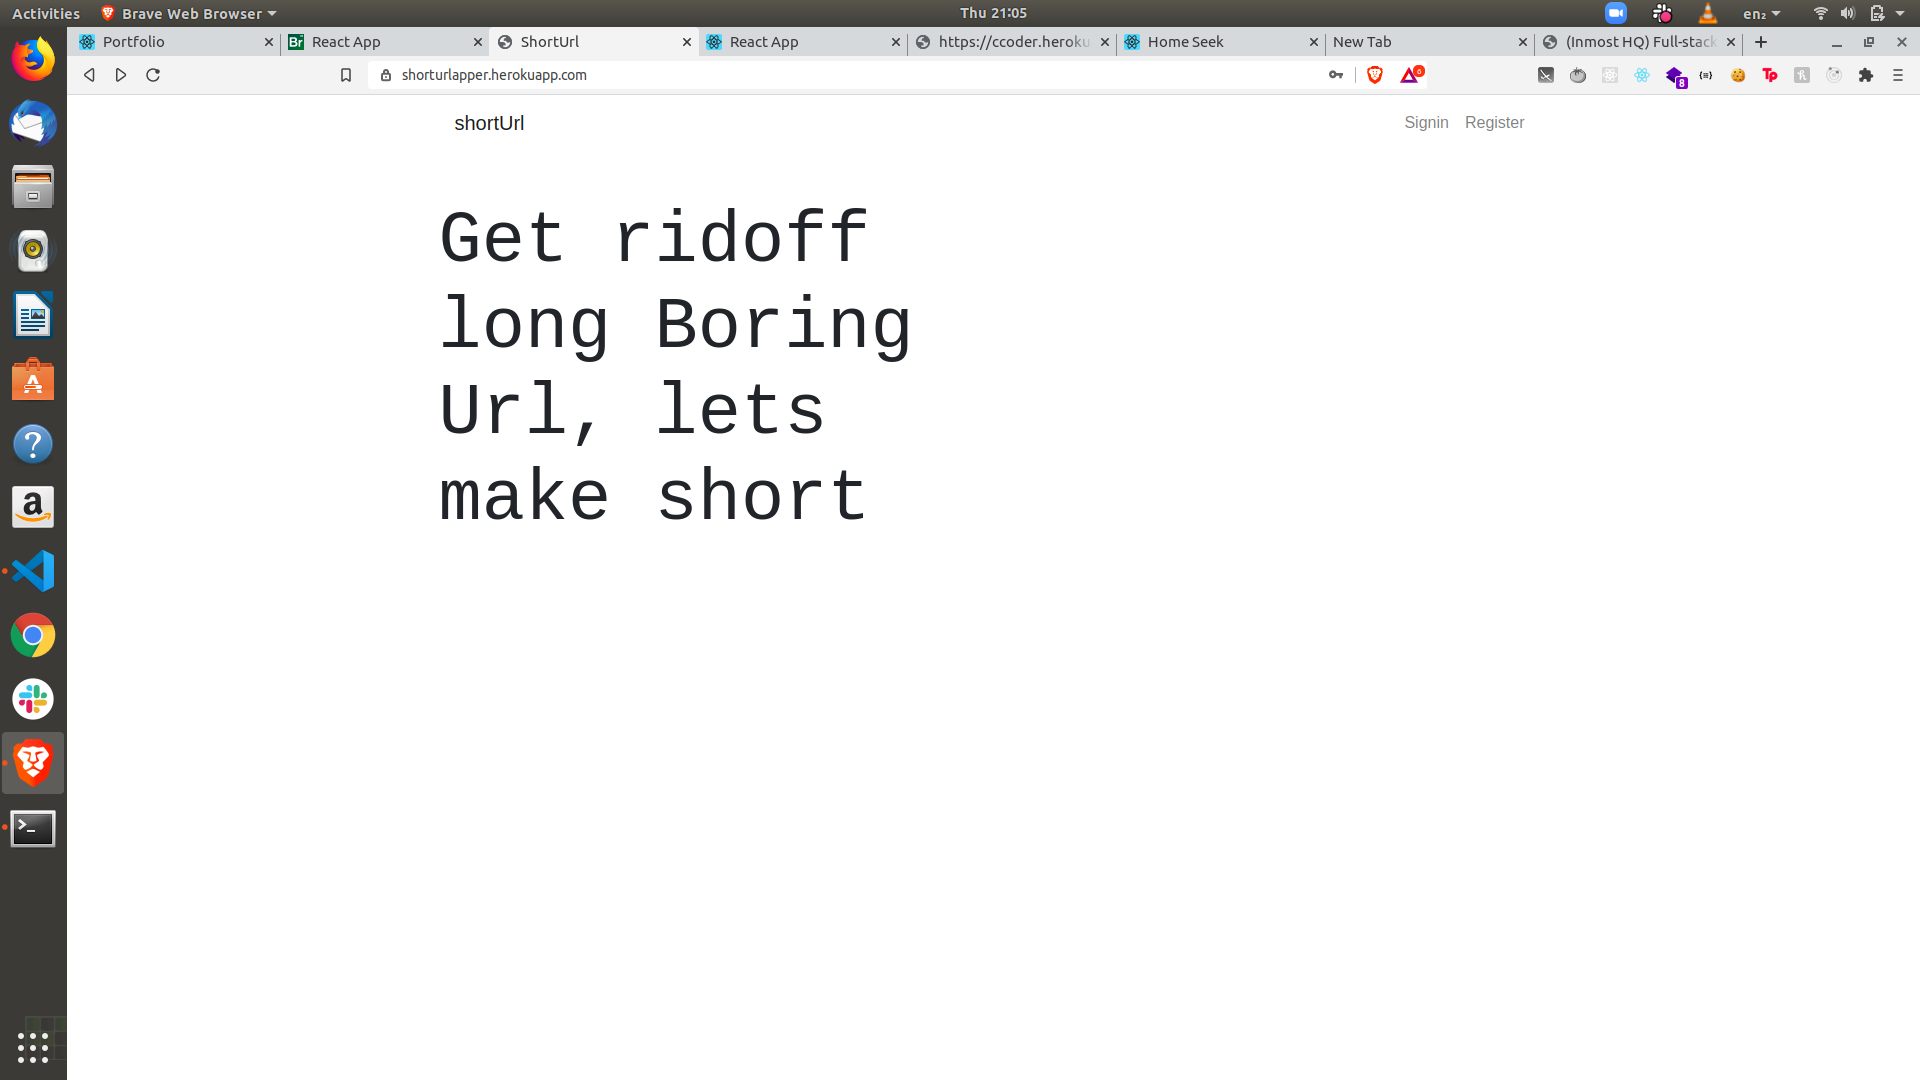 Activities Brave Web Browser Thu 21:05 en₂
Portfolio React App ShortUrl React App https://ccoder.heroku Home Seek New Tab (Inmost HQ) Full-stack
shorturlapper.herokuapp.com 6 8 Tp
shortUrl Signin Register
Get ridoff
long Boring
Url, lets
make short